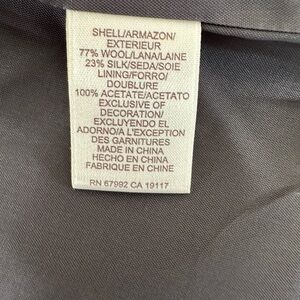 SHELL/ARMAZON/
EXTERIEUR
77% WOOL/LANA/LAINE
23% SILK/SEDA/SOIE
LINING/FORRO/
DOUBLURE
100% ACETATE/ACETATO
EXCLUSIVE OF
DECORATION/
EXCLUYENDO EL
ADORNO/A L'EXCEPTION
DES GARNITURES
MADE IN CHINA
HECHO EN CHINA
FABRIQUE EN CHINE
RN 67992 CA 19117